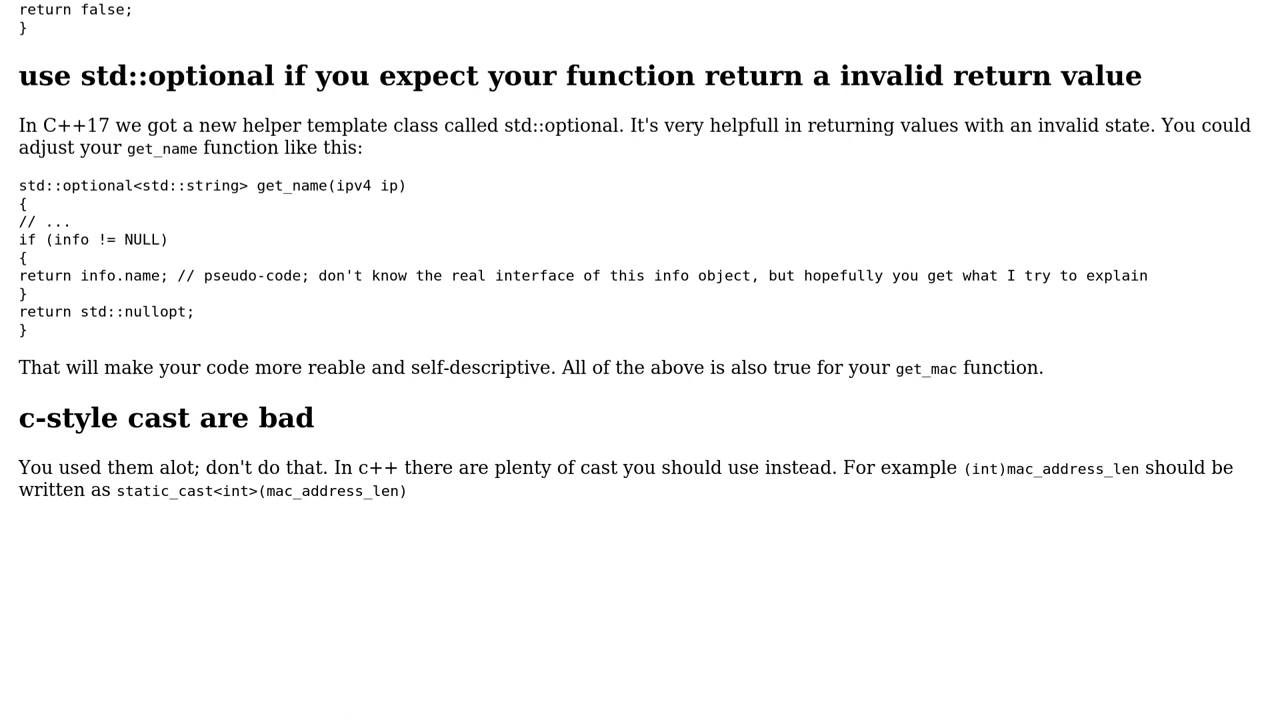 return false;
}
use std::optional if you expect your function return a invalid return value
In C++17 we got a new helper template class called std::optional. It's very helpfull in returning values with an invalid state. You could
adjust your get_name function like this:
std::optional<std::string> get_name(ipv4 ip)
{
// ...
if (info != NULL)
{
return info.name; // pseudo-code; don't know the real interface of this info object, but hopefully you get what I try to explain
}
return std::nullopt;
}
That will make your code more reable and self-descriptive. All of the above is also true for your get_mac function.
c-style cast are bad
You used them alot; don't do that. In c++ there are plenty of cast you should use instead. For example (int)mac_address_len should be
written as static_cast<int>(mac_address_len)